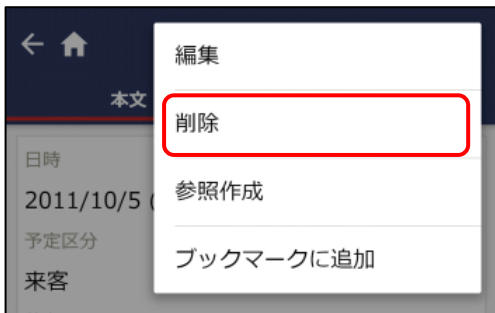 編集
本文
削除
日時
2011/10/5 (
参照作成
予定区分
ブックマークに追加
来客